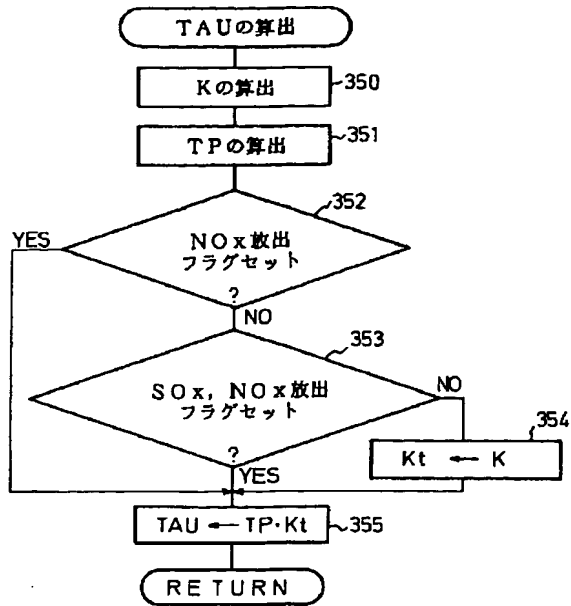 TAUの算出
Kの算出
350
TPの算出
351
352
YES
NOx放出
フラグセット
?
NO
353
SOx, NOx放出
フラグセット
?
NO
354
Kt ← K
YES
TAU ← TP·Kt
355
RETURN